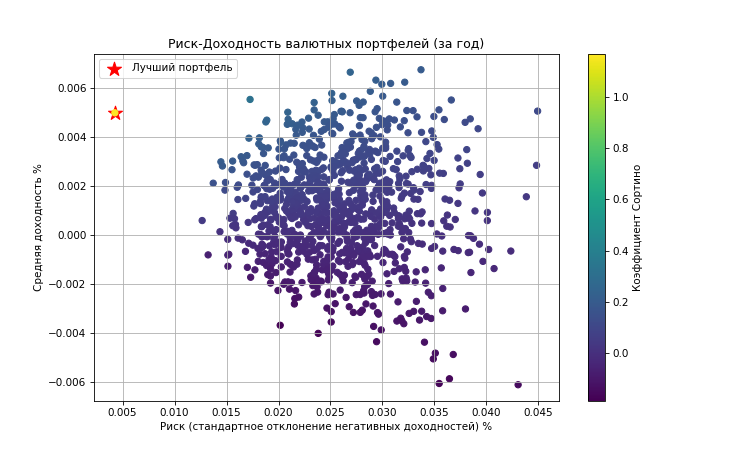 Риск-Доходность валютных портфелей (за год)
Лучший портфель
0.006
0.004
0.002
0.000
−0.002
−0.004
−0.006
Средняя доходность %
0.005 0.010 0.015 0.020 0.025 0.030 0.035 0.040 0.045
Риск (стандартное отклонение негативных доходностей) %
1.0
0.8
0.6
0.4
0.2
0.0
Коэффициент Сортино